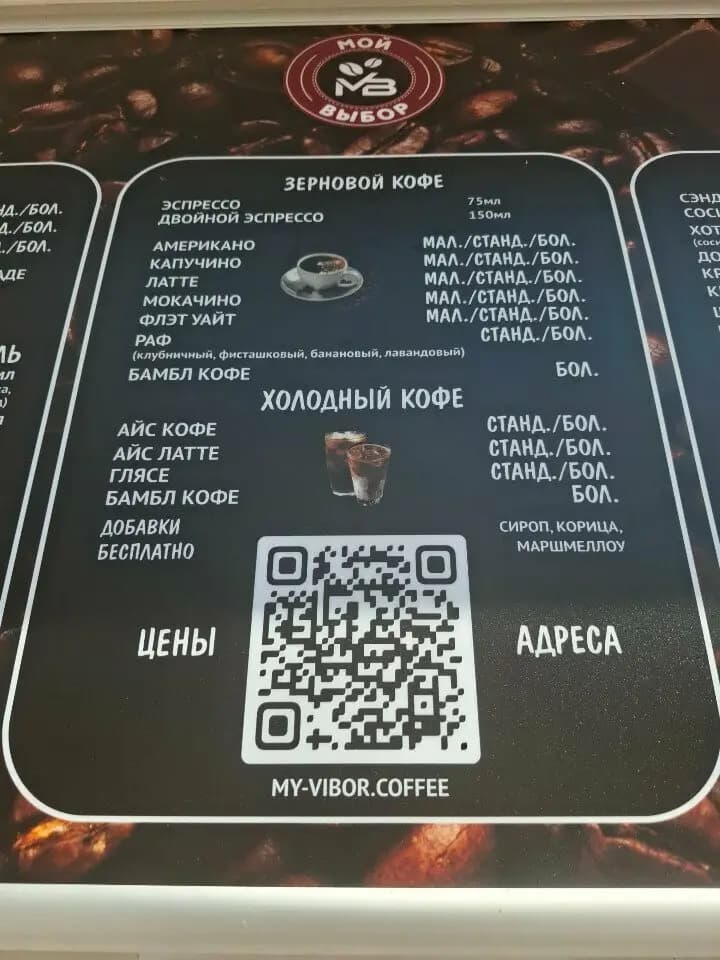 МОЙ
МВ
ВЫБОР
ЗЕРНОВОЙ КОФЕ
ЭСПРЕССО 75мл
ДВОЙНОЙ ЭСПРЕССО 150мл
АМЕРИКАНО МАЛ./СТАНД./БОЛ.
КАПУЧИНО МАЛ./СТАНД./БОЛ.
ЛАТТЕ МАЛ./СТАНД./БОЛ.
МОКАЧИНО МАЛ./СТАНД./БОЛ.
ФЛЭТ УАЙТ МАЛ./СТАНД./БОЛ.
РАФ СТАНД./БОЛ.
(клубничный, фисташковый, банановый, лавандовый)
БАМБЛ КОФЕ БОЛ.
ХОЛОДНЫЙ КОФЕ
АЙС КОФЕ СТАНД./БОЛ.
АЙС ЛАТТЕ СТАНД./БОЛ.
ГЛЯСЕ СТАНД./БОЛ.
БАМБЛ КОФЕ БОЛ.
ДОБАВКИ СИРОП, КОРИЦА,
БЕСПЛАТНО МАРШМЕЛЛОУ
ЦЕНЫ АДРЕСА
MY-VIBOR.COFFEE